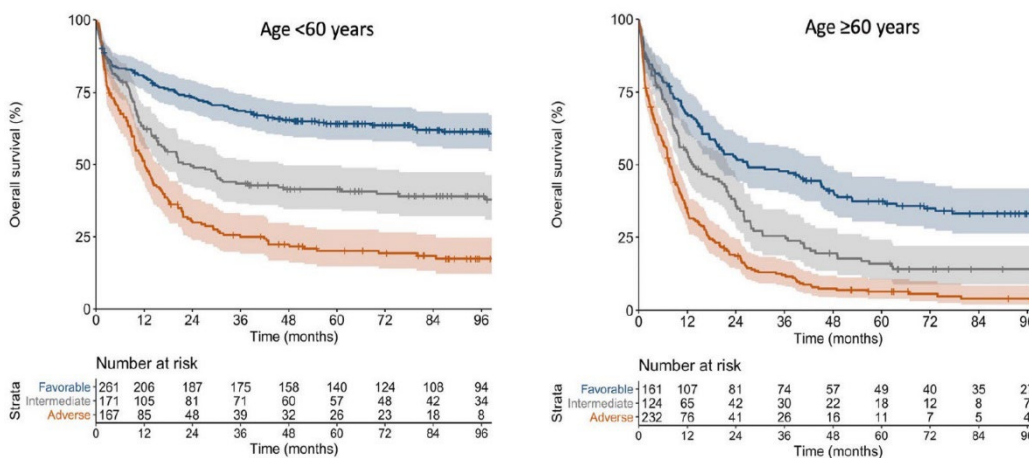 Age <60 years
100
75
50
25
0
Overall survival (%)
0 12 24 36 48 60 72 84 96
Time (months)
Number at risk
Strata
Favorable 261 206 187 175 158 140 124 108 94
Intermediate 171 105 81 71 60 57 48 42 34
Adverse 167 85 48 39 32 26 23 18 8
0 12 24 36 48 60 72 84 96
Time (months)
Age ≥60 years
100
75
50
25
0
Overall survival (%)
0 12 24 36 48 60 72 84 96
Time (months)
Number at risk
Strata
Favorable 161 107 81 74 57 49 40 35
Intermediate 124 65 42 30 22 18 12 8 7
Adverse 232 76 41 26 16 11 7 5 4
0 12 24 36 48 60 72 84 96
Time (months)